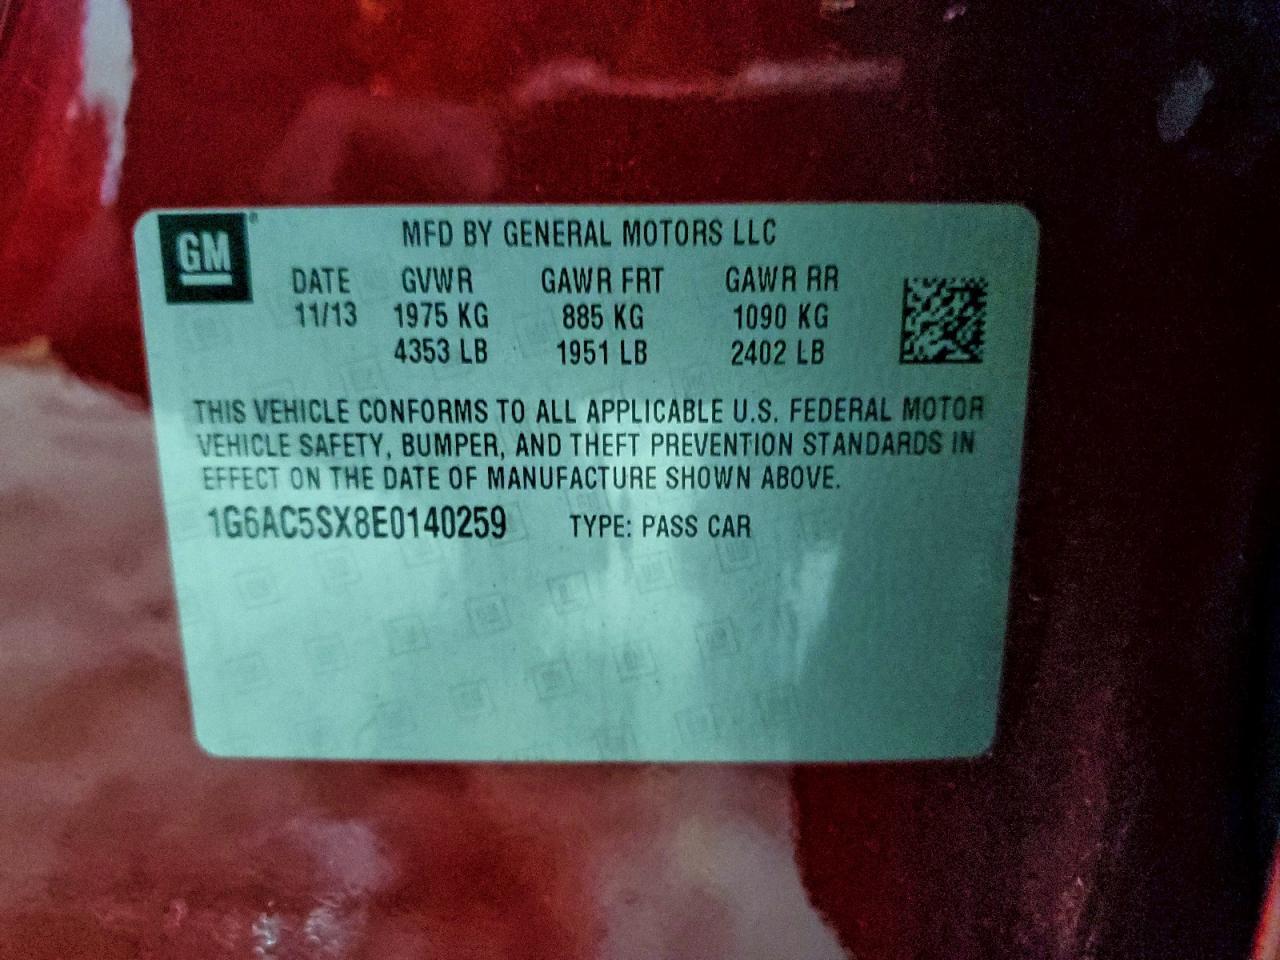 GM
MFD BY GENERAL MOTORS LLC
DATE GVWR GAWR FRT GAWR RR
11/13 1975 KG 885 KG 1090 KG
4353 LB 1951 LB 2402 LB
THIS VEHICLE CONFORMS TO ALL APPLICABLE U.S. FEDERAL MOTOR
VEHICLE SAFETY, BUMPER, AND THEFT PREVENTION STANDARDS IN
EFFECT ON THE DATE OF MANUFACTURE SHOWN ABOVE.
1G6AC5SX8E0140259 TYPE: PASS CAR